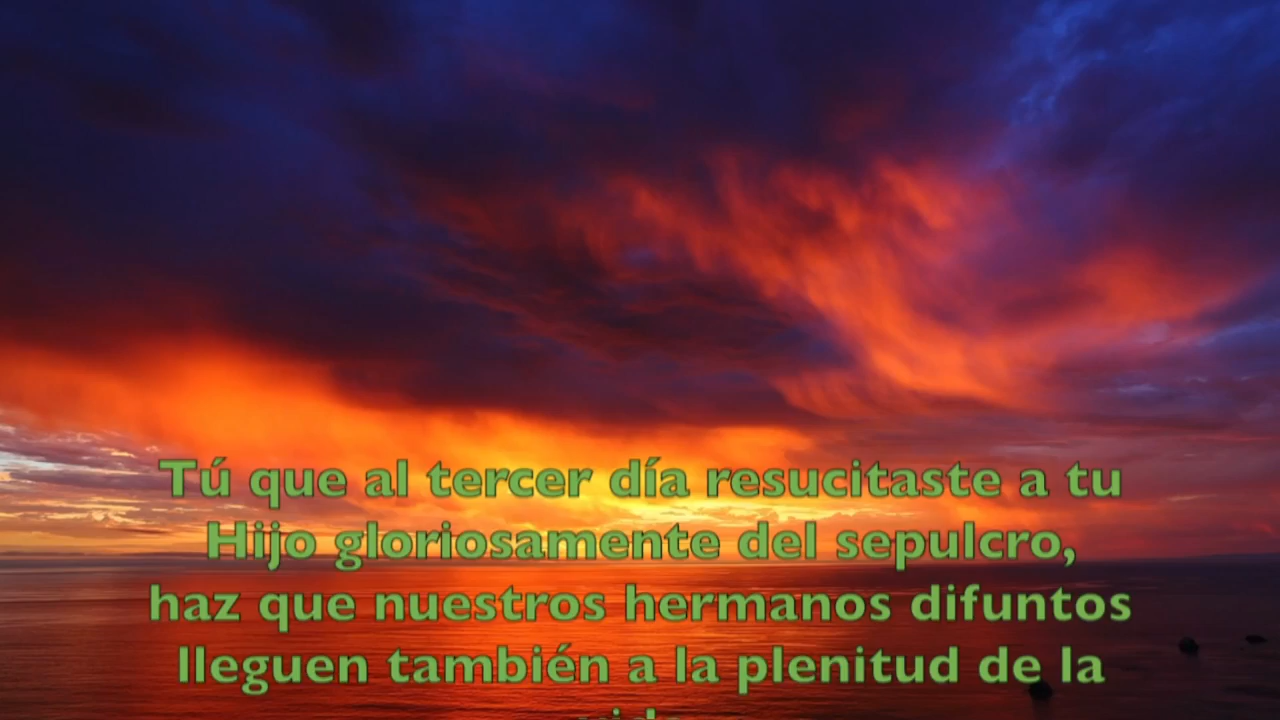 Tú que al tercer día resucitaste a tu
Hijo gloriosamente del sepulcro,
haz que nuestros hermanos difuntos
lleguen también a la plenitud de la